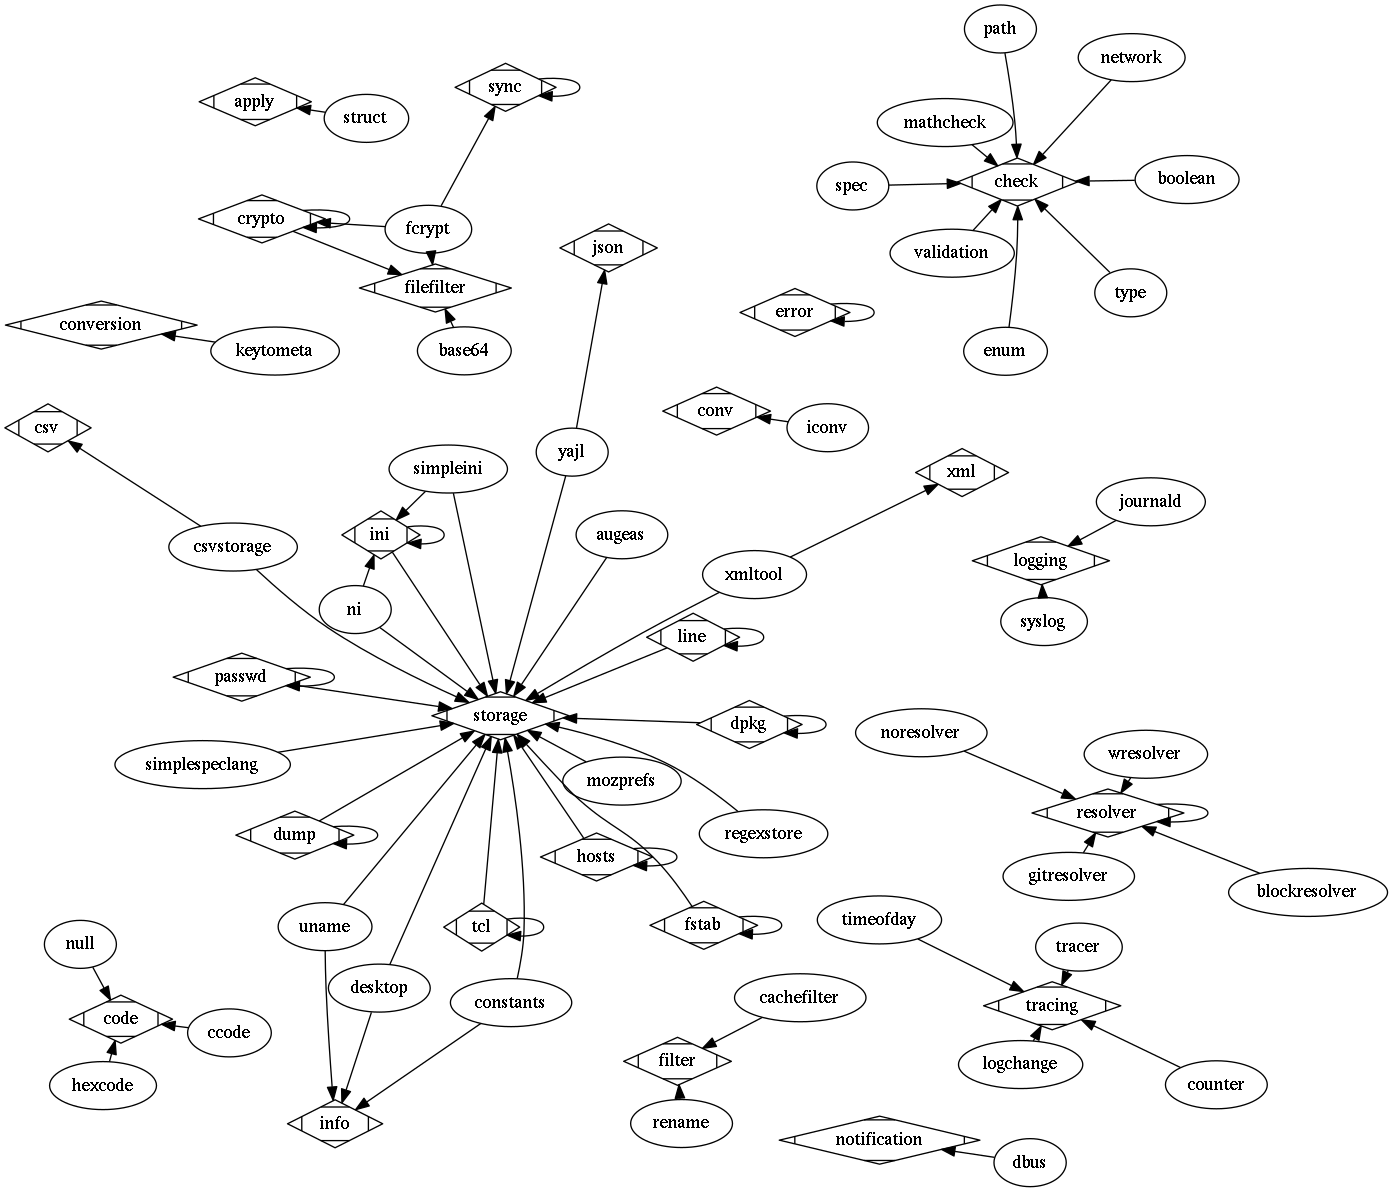 path
network
sync
apply
struct
mathcheck
check
boolean
spec
crypto
fcrypt
json
validation
filefilter
type
error
conversion
keytometa
base64
enum
conv
iconv
csv
yajl
simpleini
xml
journald
ini
augeas
csvstorage
logging
xmltool
ni
syslog
line
passwd
storage
dpkg
noresolver
wresolver
simplespeclang
mozprefs
resolver
dump
regexstore
hosts
gitresolver
blockresolver
timeofday
uname
tcl
fstab
null
tracer
desktop
constants
cachefilter
tracing
code
ccode
filter
logchange
hexcode
counter
info
rename
notification
dbus